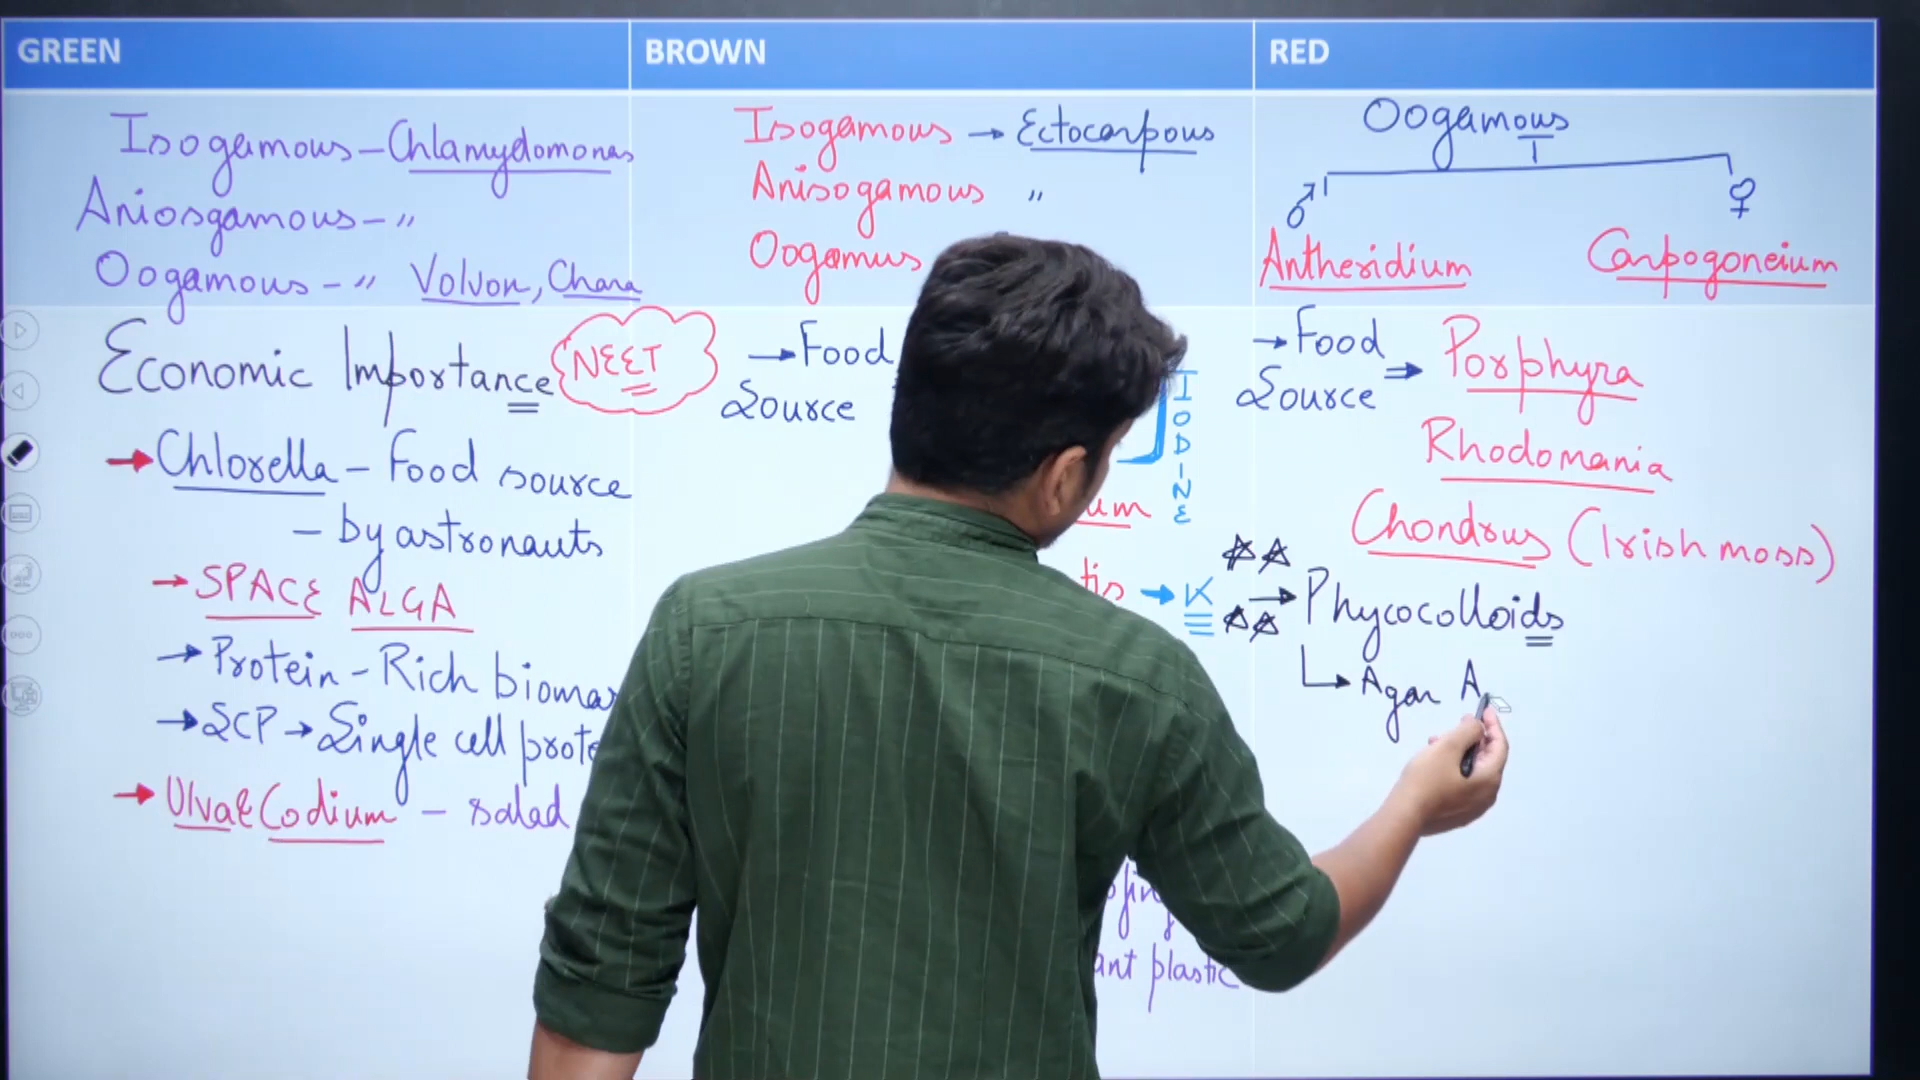 GREEN
BROWN
RED
Isogamous - Chlamydomonas
Aniosgamous - "
Oogamous - " Volvox, Chara
Isogamous → Ectocarpous
Anisogamous "
Oogamus
Oogamous
♂ ♀
Antheridium Carpogoneium
Economic Importance NEET
→ Chlorella - Food source
- by astronauts
→ SPACE ALGA
→ Protein - Rich biomas
→ SCP → Single cell prote
→ Ulva & Codium - salad
→ Food
Source
IODINE
um
tis → K
ant plastic
→ Food
Source ⇒ Porphyra
Rhodomania
Chondrus (Irish moss)
→ Phycocolloids
↳ Agar A